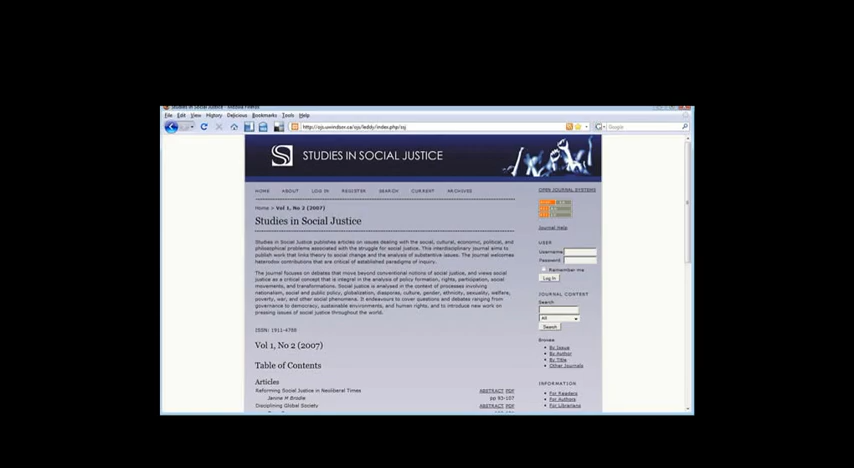 Studies in Social Justice - Mozilla Firefox
File Edit View History Delicious Bookmarks Tools Help
http://ojs.uwindsor.ca/ojs/leddy/index.php/ssj
Google
STUDIES IN SOCIAL JUSTICE
HOME ABOUT LOG IN REGISTER SEARCH CURRENT ARCHIVES
Home > Vol 1, No 2 (2007)
Studies in Social Justice
Studies in Social Justice publishes articles on issues dealing with the social, cultural, economic, political, and
philosophical problems associated with the struggle for social justice. This interdisciplinary journal aims to
publish work that links theory to social change and the analysis of substantive issues. The journal welcomes
heterodox contributions that are critical of established paradigms of inquiry.
The journal focuses on debates that move beyond conventional notions of social justice, and views social
justice as a critical concept that is integral in the analysis of policy formation, rights, participation, social
movements, and transformations. Social justice is analysed in the context of processes involving
nationalism, social and public policy, globalization, diasporas, culture, gender, ethnicity, sexuality, welfare,
poverty, war, and other social phenomena. It endeavours to cover questions and debates ranging from
governance to democracy, sustainable environments, and human rights, and to introduce new work on
pressing issues of social justice throughout the world.
ISSN: 1911-4788
Vol 1, No 2 (2007)
Table of Contents
Articles
Reforming Social Justice in Neoliberal Times ABSTRACT PDF
Janine M Brodie pp 93-107
Disciplining Global Society ABSTRACT PDF
OPEN JOURNAL SYSTEMS
Journal Help
USER
Username
Password
Remember me
Log In
JOURNAL CONTENT
Search
All
Search
Browse
By Issue
By Author
By Title
Other Journals
INFORMATION
For Readers
For Authors
For Librarians